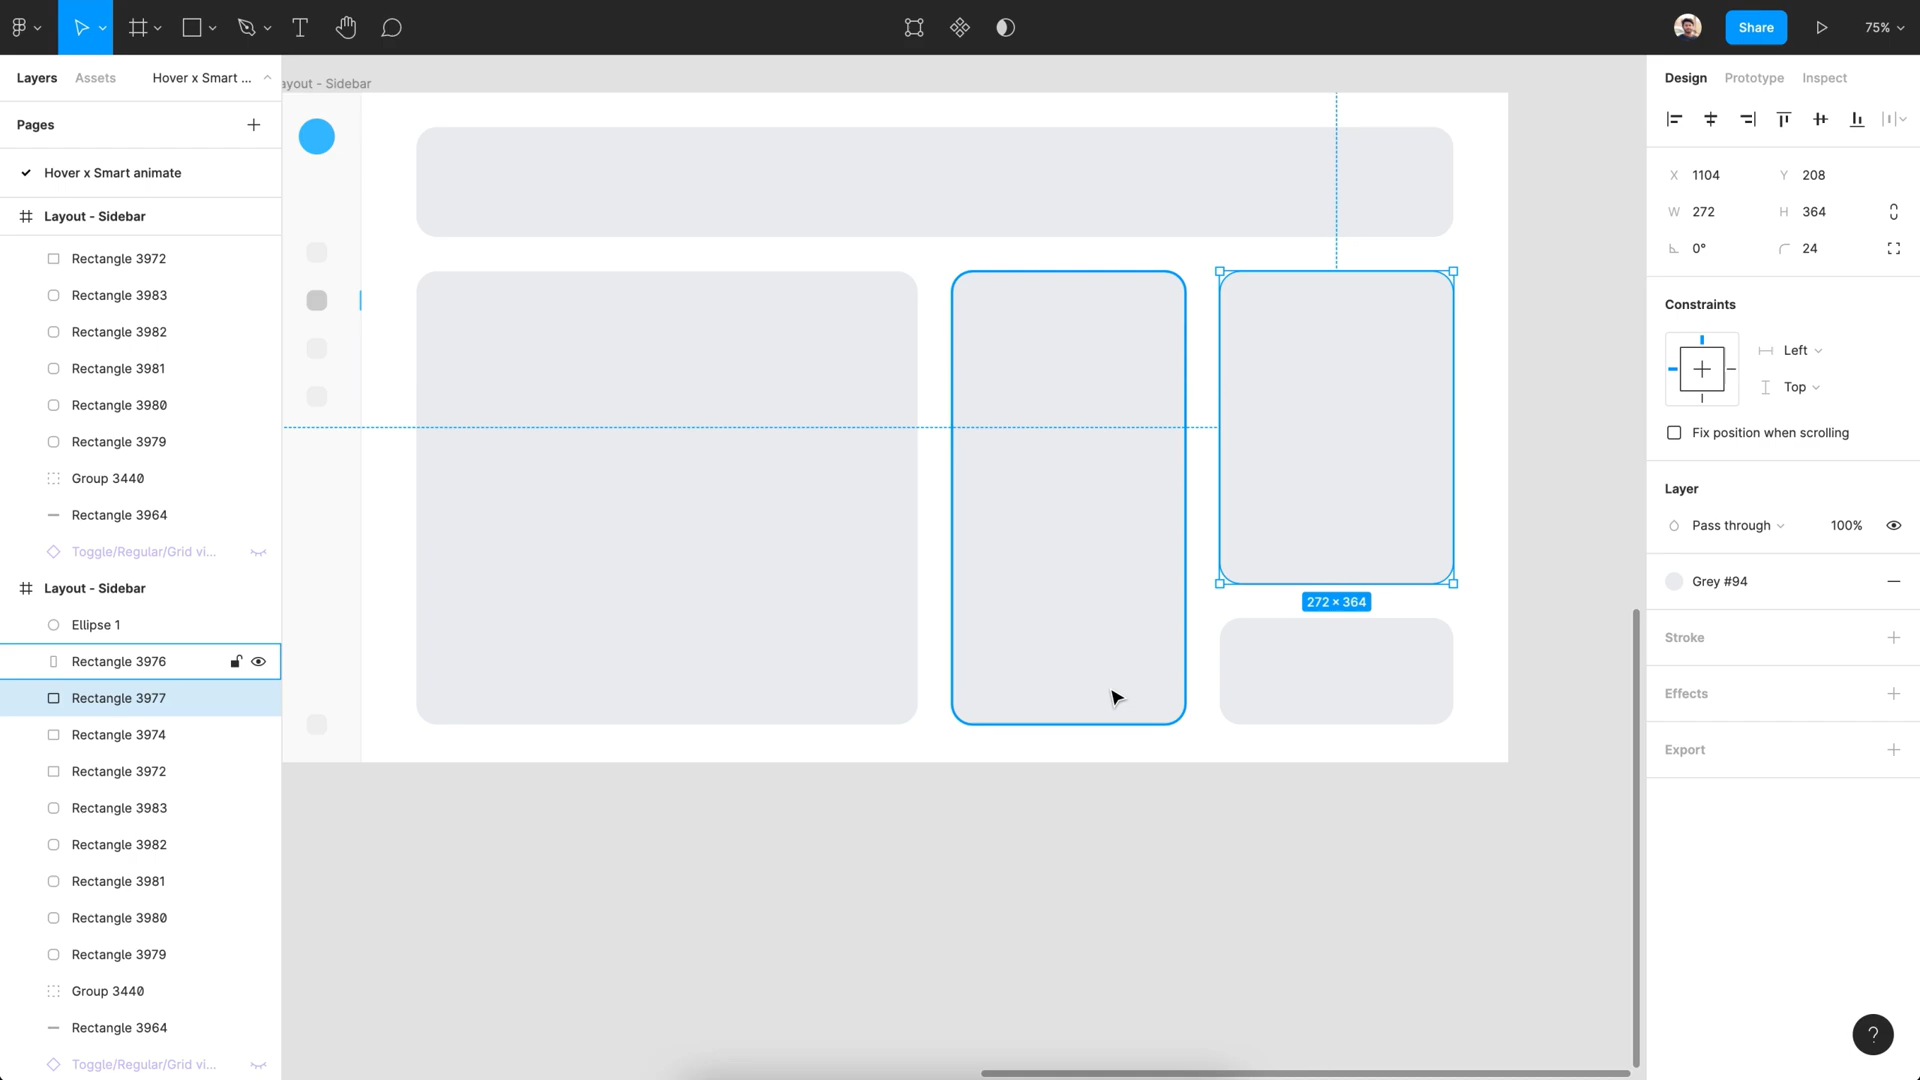 Share
75%
Layers
Assets
Hover x Smart ...
Pages
Hover x Smart animate
Layout - Sidebar
Rectangle 3972
Rectangle 3983
Rectangle 3982
Rectangle 3981
Rectangle 3980
Rectangle 3979
Group 3440
Rectangle 3964
Toggle/Regular/Grid vi...
Layout - Sidebar
Ellipse 1
Rectangle 3976
Rectangle 3977
Rectangle 3974
Rectangle 3972
Rectangle 3983
Rectangle 3982
Rectangle 3981
Rectangle 3980
Rectangle 3979
Group 3440
Rectangle 3964
Toggle/Regular/Grid vi...
ayout - Sidebar
272 × 364
Design
Prototype
Inspect
X 1104
Y 208
W 272
H 364
0°
24
Constraints
Left
Top
Fix position when scrolling
Layer
Pass through
100%
Grey #94
Stroke
Effects
Export
?